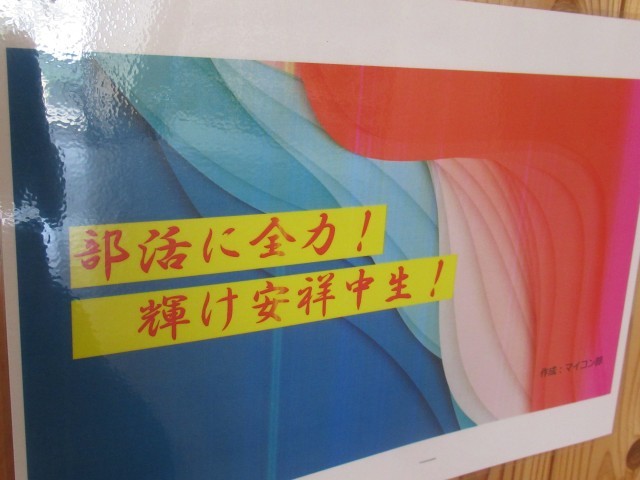 部活に全力！
輝け安祥中生！
作成：マイコン部